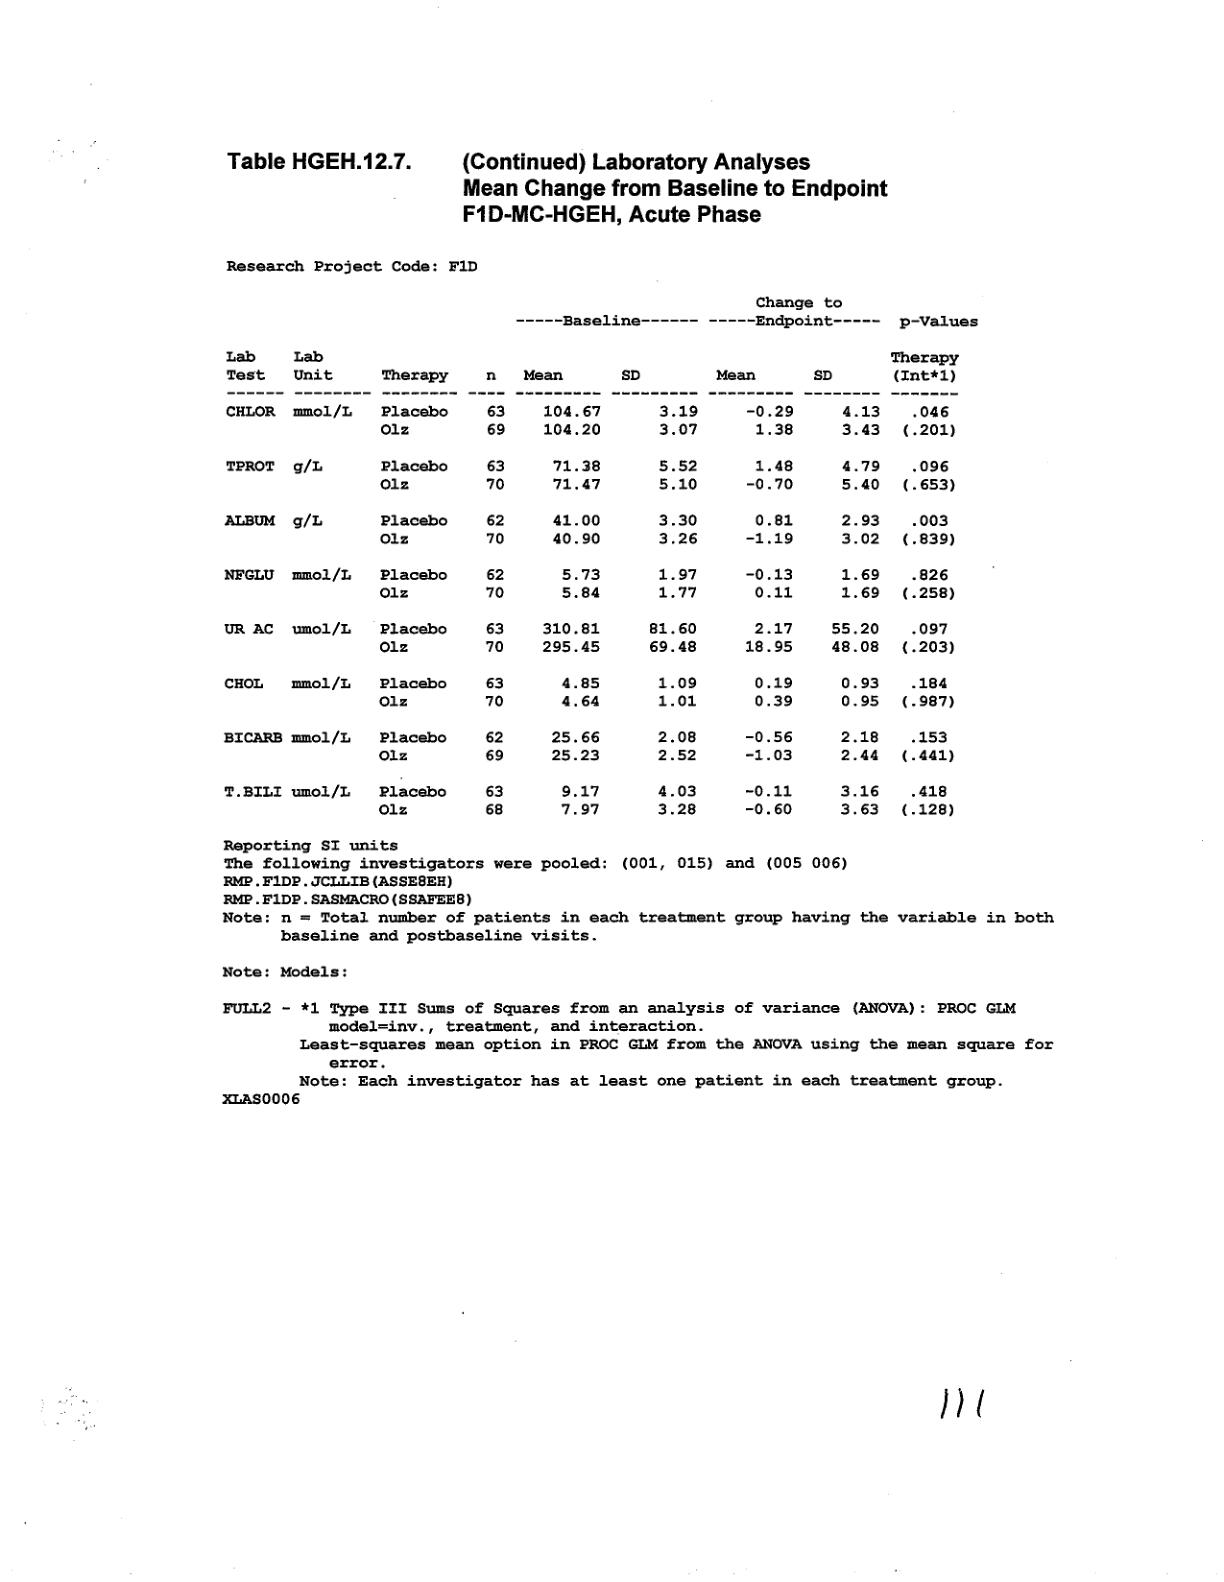 Table HGEH.12.7. (Continued) Laboratory Analyses
Mean Change from Baseline to Endpoint
F1D-MC-HGEH, Acute Phase
Research Project Code: F1D
Change to
-----Baseline------ -----Endpoint----- p-Values
Lab Lab Therapy
Test Unit Therapy n Mean SD Mean SD (Int*1)
------ -------- -------- ---- --------- --------- --------- -------- -------
CHLOR mmol/L Placebo 63 104.67 3.19 -0.29 4.13 .046
Olz 69 104.20 3.07 1.38 3.43 (.201)
TPROT g/L Placebo 63 71.38 5.52 1.48 4.79 .096
Olz 70 71.47 5.10 -0.70 5.40 (.653)
ALBUM g/L Placebo 62 41.00 3.30 0.81 2.93 .003
Olz 70 40.90 3.26 -1.19 3.02 (.839)
NFGLU mmol/L Placebo 62 5.73 1.97 -0.13 1.69 .826
Olz 70 5.84 1.77 0.11 1.69 (.258)
UR AC umol/L Placebo 63 310.81 81.60 2.17 55.20 .097
Olz 70 295.45 69.48 18.95 48.08 (.203)
CHOL mmol/L Placebo 63 4.85 1.09 0.19 0.93 .184
Olz 70 4.64 1.01 0.39 0.95 (.987)
BICARB mmol/L Placebo 62 25.66 2.08 -0.56 2.18 .153
Olz 69 25.23 2.52 -1.03 2.44 (.441)
T.BILI umol/L Placebo 63 9.17 4.03 -0.11 3.16 .418
Olz 68 7.97 3.28 -0.60 3.63 (.128)
Reporting SI units
The following investigators were pooled: (001, 015) and (005 006)
RMP.F1DP.JCLLIB(ASSE8EH)
RMP.F1DP.SASMACRO(SSAFEE8)
Note: n = Total number of patients in each treatment group having the variable in both
baseline and postbaseline visits.
Note: Models:
FULL2 - *1 Type III Sums of Squares from an analysis of variance (ANOVA): PROC GLM
model=inv., treatment, and interaction.
Least-squares mean option in PROC GLM from the ANOVA using the mean square for
error.
Note: Each investigator has at least one patient in each treatment group.
XLAS0006
111